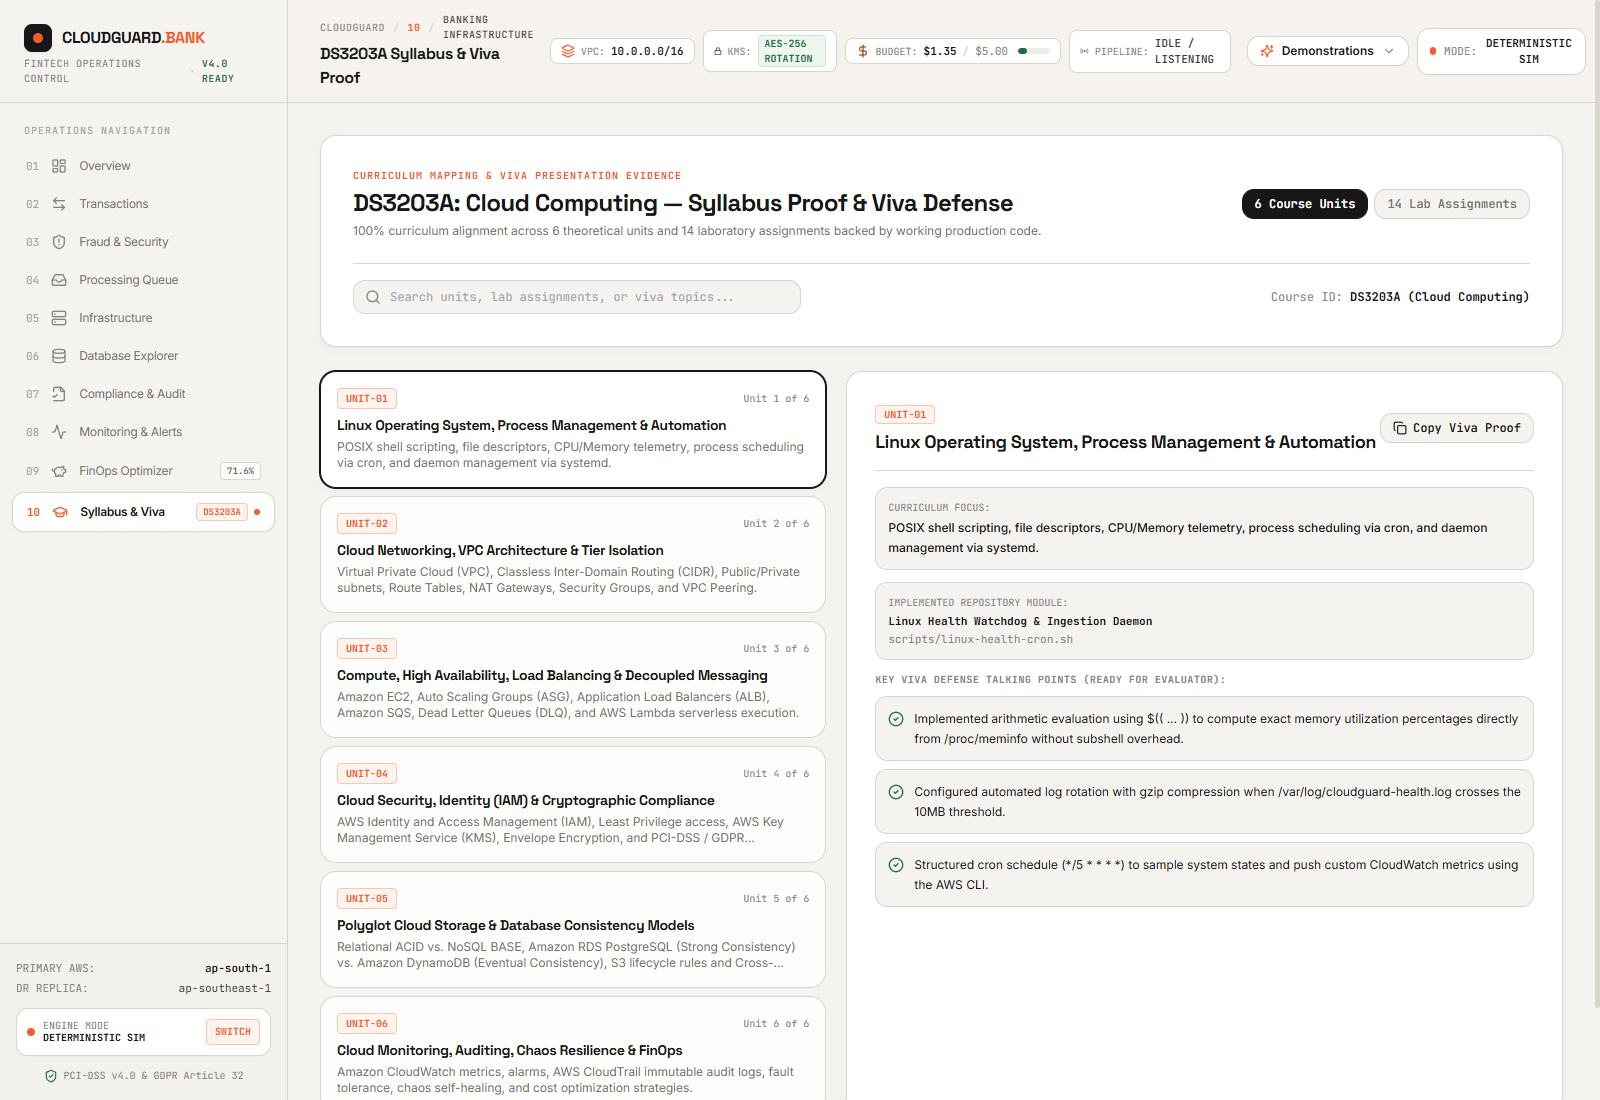 CLOUDGUARD.BANK
FINTECH OPERATIONS CONTROL
V4.0 READY
OPERATIONS NAVIGATION
01 Overview
02 Transactions
03 Fraud & Security
04 Processing Queue
05 Infrastructure
06 Database Explorer
07 Compliance & Audit
08 Monitoring & Alerts
09 FinOps Optimizer 71.6%
10 Syllabus & Viva DS3203A
PRIMARY AWS: ap-south-1
DR REPLICA: ap-southeast-1
ENGINE MODE
DETERMINISTIC SIM
SWITCH
PCI-DSS v4.0 & GDPR Article 32
CLOUDGUARD / 10 / BANKING INFRASTRUCTURE
DS3203A Syllabus & Viva
Proof
VPC: 10.0.0.0/16
KMS: AES-256 ROTATION
BUDGET: $1.35 / $5.00
PIPELINE: IDLE / LISTENING
Demonstrations
MODE: DETERMINISTIC SIM
CURRICULUM MAPPING & VIVA PRESENTATION EVIDENCE
DS3203A: Cloud Computing — Syllabus Proof & Viva Defense
100% curriculum alignment across 6 theoretical units and 14 laboratory assignments backed by working production code.
6 Course Units
14 Lab Assignments
Search units, lab assignments, or viva topics...
Course ID: DS3203A (Cloud Computing)
UNIT-01 Unit 1 of 6
Linux Operating System, Process Management & Automation
POSIX shell scripting, file descriptors, CPU/Memory telemetry, process scheduling
via cron, and daemon management via systemd.
UNIT-02 Unit 2 of 6
Cloud Networking, VPC Architecture & Tier Isolation
Virtual Private Cloud (VPC), Classless Inter-Domain Routing (CIDR), Public/Private
subnets, Route Tables, NAT Gateways, Security Groups, and VPC Peering.
UNIT-03 Unit 3 of 6
Compute, High Availability, Load Balancing & Decoupled Messaging
Amazon EC2, Auto Scaling Groups (ASG), Application Load Balancers (ALB),
Amazon SQS, Dead Letter Queues (DLQ), and AWS Lambda serverless execution.
UNIT-04 Unit 4 of 6
Cloud Security, Identity (IAM) & Cryptographic Compliance
AWS Identity and Access Management (IAM), Least Privilege access, AWS Key
Management Service (KMS), Envelope Encryption, and PCI-DSS / GDPR...
UNIT-05 Unit 5 of 6
Polyglot Cloud Storage & Database Consistency Models
Relational ACID vs. NoSQL BASE, Amazon RDS PostgreSQL (Strong Consistency)
vs. Amazon DynamoDB (Eventual Consistency), S3 lifecycle rules and Cross-...
UNIT-06 Unit 6 of 6
Cloud Monitoring, Auditing, Chaos Resilience & FinOps
Amazon CloudWatch metrics, alarms, AWS CloudTrail immutable audit logs, fault
tolerance, chaos self-healing, and cost optimization strategies.
UNIT-01
Linux Operating System, Process Management & Automation
Copy Viva Proof
CURRICULUM FOCUS:
POSIX shell scripting, file descriptors, CPU/Memory telemetry, process scheduling via cron, and daemon
management via systemd.
IMPLEMENTED REPOSITORY MODULE:
Linux Health Watchdog & Ingestion Daemon
scripts/linux-health-cron.sh
KEY VIVA DEFENSE TALKING POINTS (READY FOR EVALUATOR):
Implemented arithmetic evaluation using $(( ... )) to compute exact memory utilization percentages directly
from /proc/meminfo without subshell overhead.
Configured automated log rotation with gzip compression when /var/log/cloudguard-health.log crosses the
10MB threshold.
Structured cron schedule (*/5 * * * *) to sample system states and push custom CloudWatch metrics using
the AWS CLI.